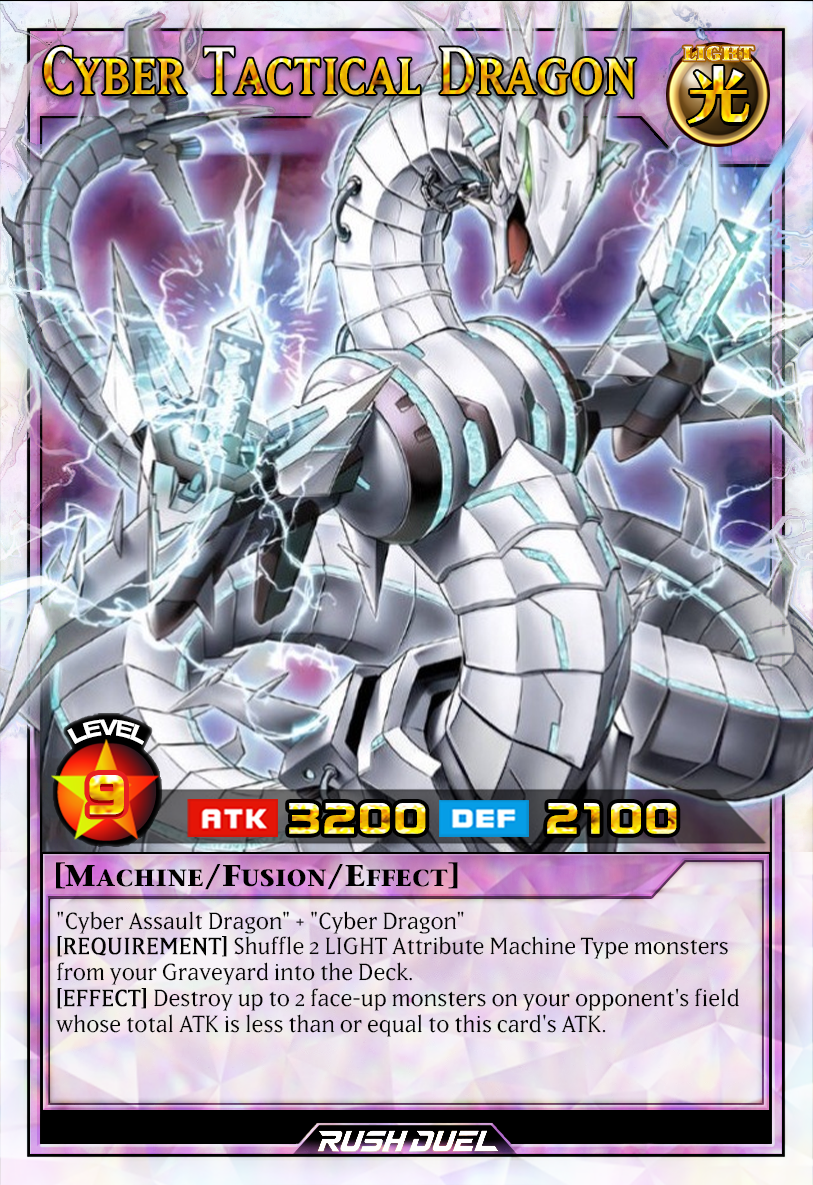 CYBER TACTICAL DRAGON
LIGHT
光
LEVEL
9
ATK 3200 DEF 2100
[MACHINE/FUSION/EFFECT]
"Cyber Assault Dragon" + "Cyber Dragon"
[REQUIREMENT] Shuffle 2 LIGHT Attribute Machine Type monsters
from your Graveyard into the Deck.
[EFFECT] Destroy up to 2 face-up monsters on your opponent's field
whose total ATK is less than or equal to this card's ATK.
RUSH DUEL